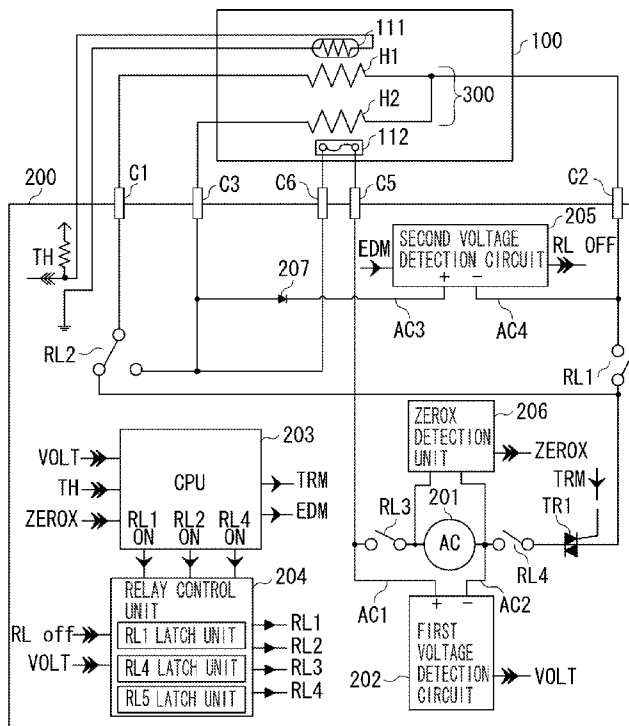 111
100
H1
H2
300
112
200
C1
C3
C6
C5
C2
205
TH
EDM
SECOND VOLTAGE
DETECTION CIRCUIT
RL OFF
+ −
207
AC3
AC4
RL2
RL1
203
VOLT
TH
ZEROX
CPU
RL1 RL2 RL4
ON ON ON
TRM
EDM
206
ZEROX
DETECTION
UNIT
ZEROX
TRM
TR1
RL3
201
AC
RL4
204
RELAY CONTROL
UNIT
RL1 LATCH UNIT
RL4 LATCH UNIT
RL5 LATCH UNIT
RL off
VOLT
RL1
RL2
RL3
RL4
AC1
AC2
+ −
FIRST
VOLTAGE
DETECTION
CIRCUIT
202
VOLT